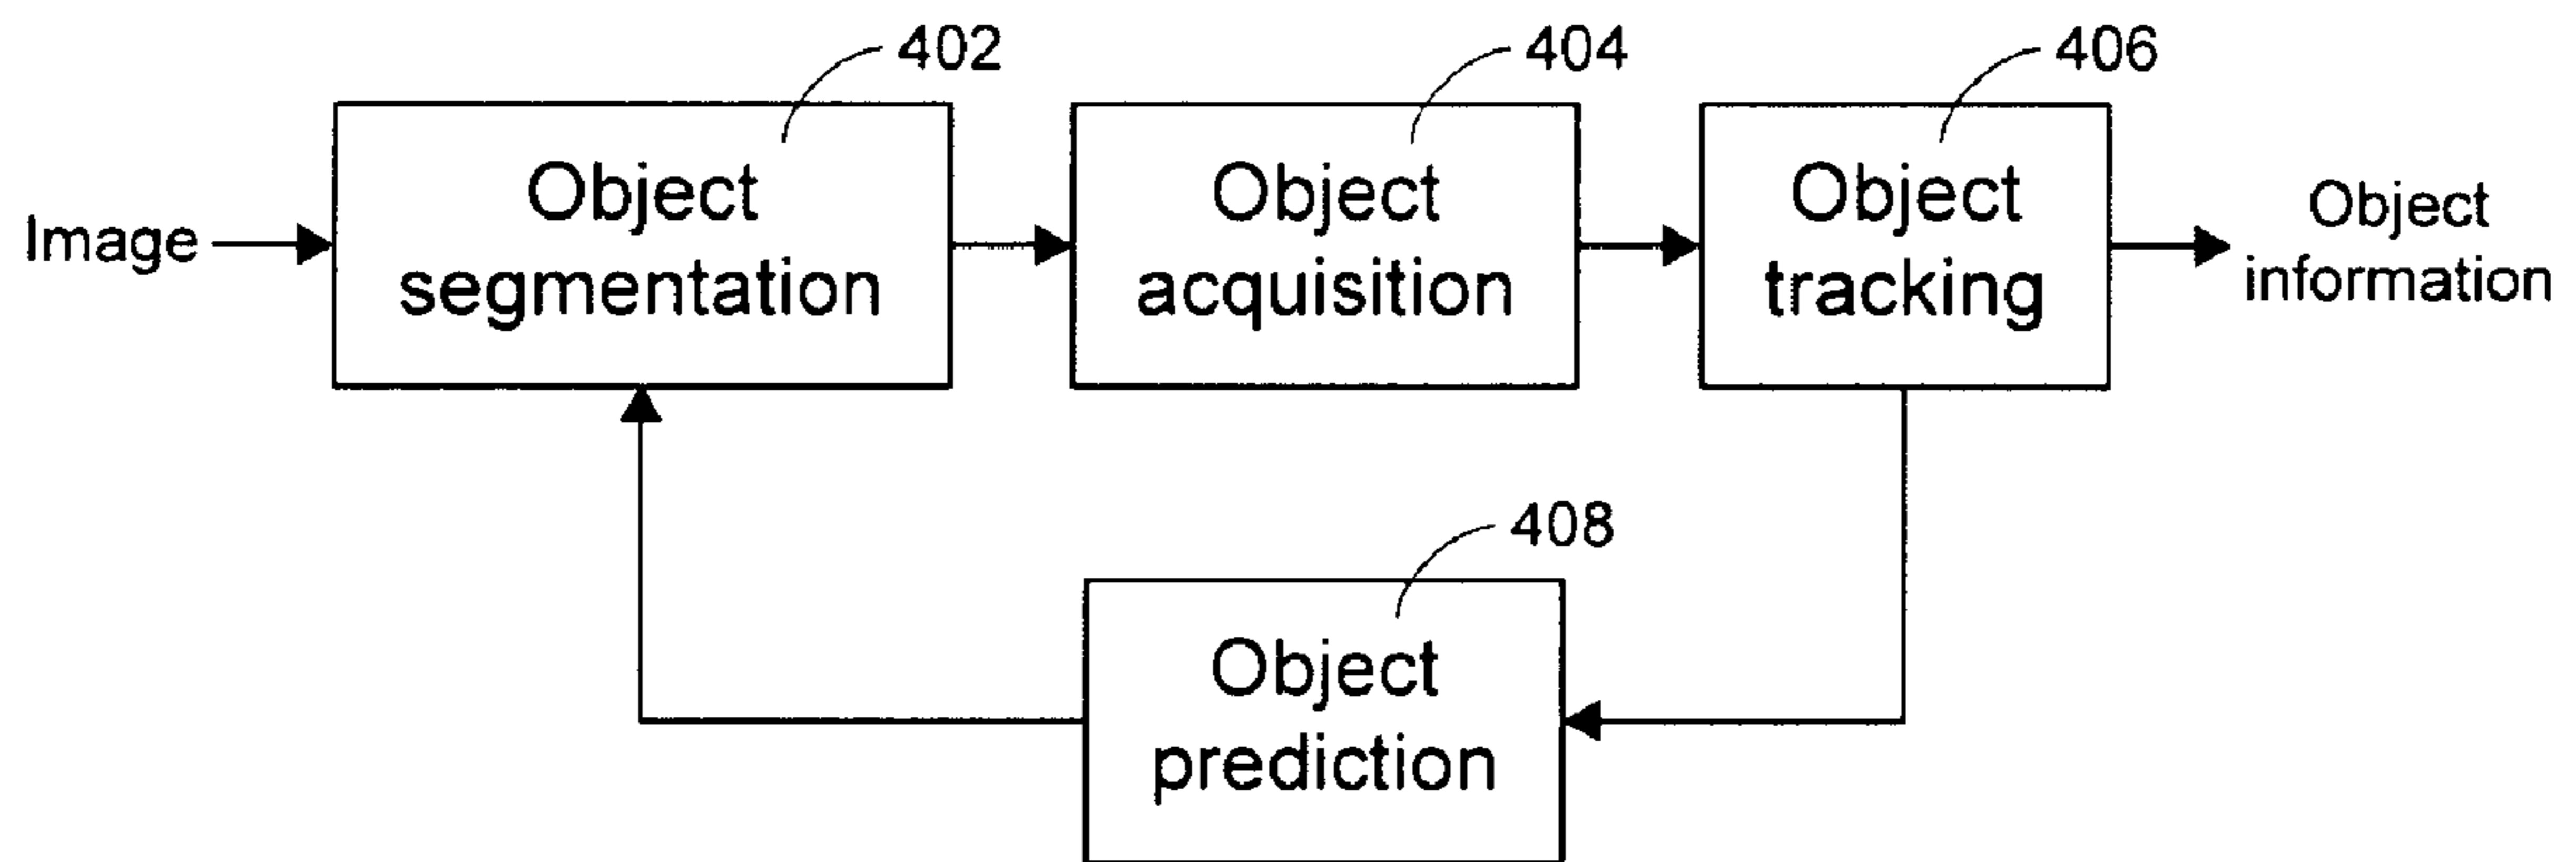 402
404
406
Image
Object
segmentation
Object
acquisition
Object
tracking
Object
information
408
Object
prediction